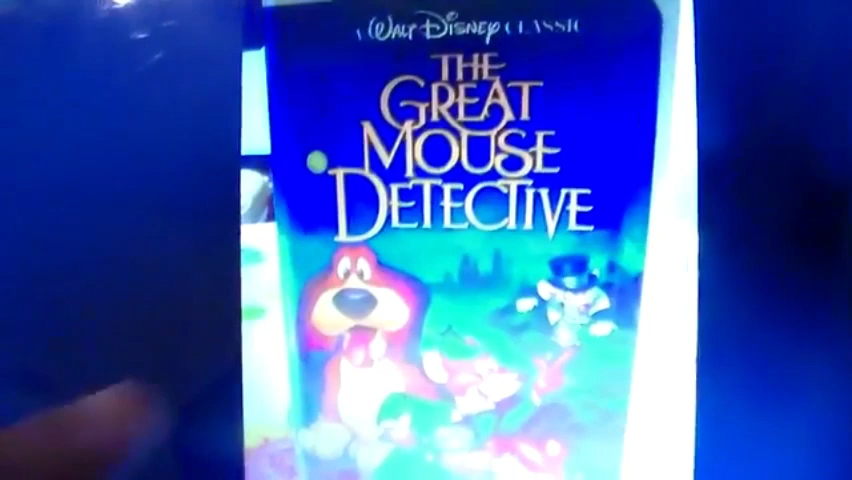 A WALT DISNEY CLASSIC
THE
GREAT
MOUSE
DETECTIVE